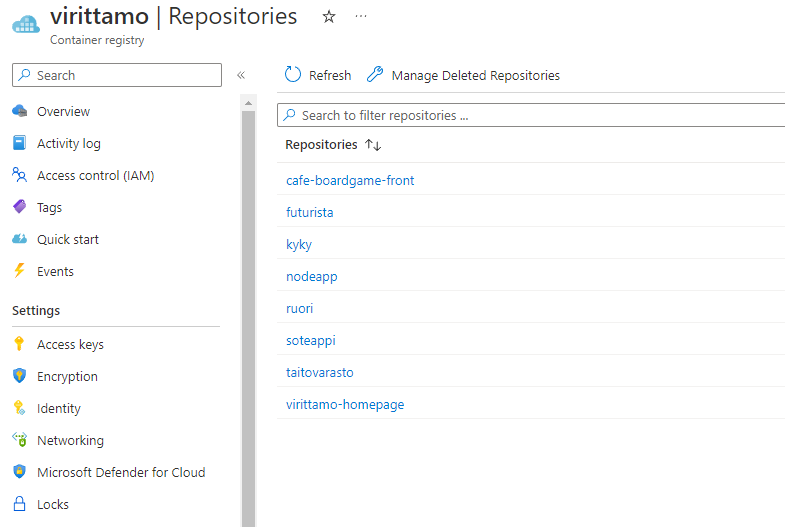 virittamo | Repositories
Container registry
Search
Overview
Activity log
Access control (IAM)
Tags
Quick start
Events
Settings
Access keys
Encryption
Identity
Networking
Microsoft Defender for Cloud
Locks
Refresh
Manage Deleted Repositories
Search to filter repositories ...
Repositories
cafe-boardgame-front
futurista
kyky
nodeapp
ruori
soteappi
taitovarasto
virittamo-homepage